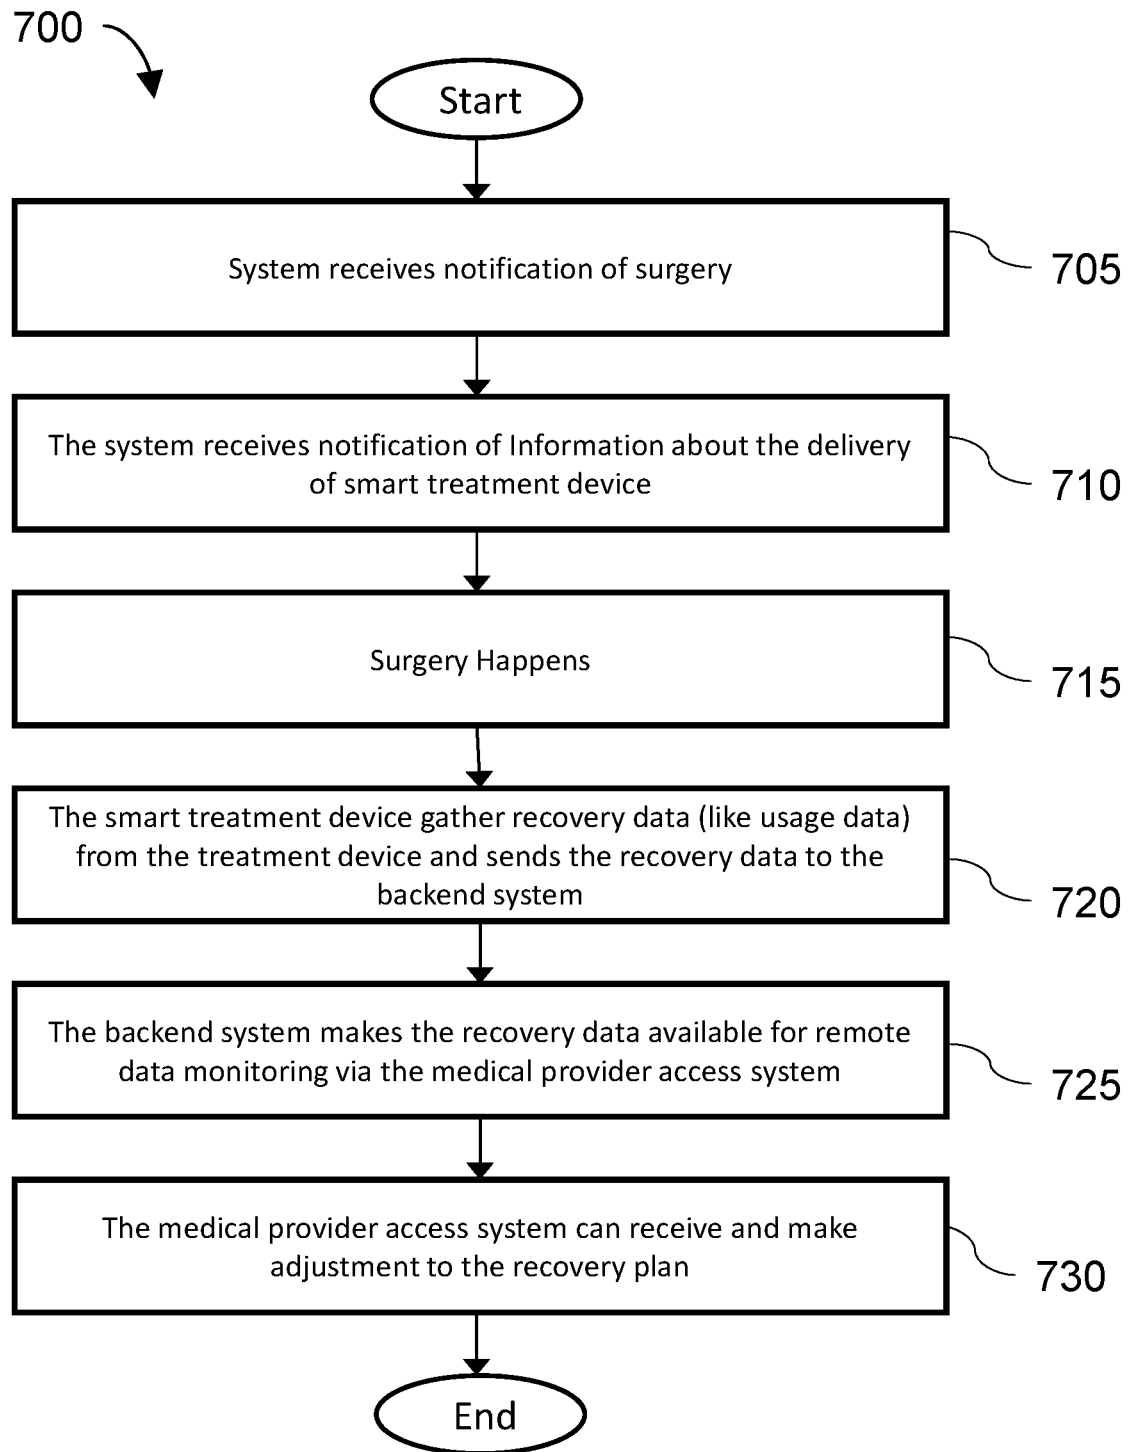 700
Start
System receives notification of surgery
705
The system receives notification of Information about the delivery
of smart treatment device
710
Surgery Happens
715
The smart treatment device gather recovery data (like usage data)
from the treatment device and sends the recovery data to the
backend system
720
The backend system makes the recovery data available for remote
data monitoring via the medical provider access system
725
The medical provider access system can receive and make
adjustment to the recovery plan
730
End